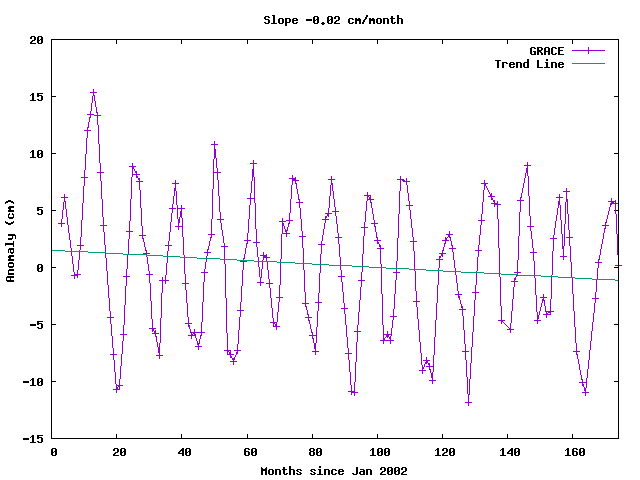 Slope -0.02 cm/month
GRACE
Trend Line
20
15
10
5
0
-5
-10
-15
Anomaly (cm)
0 20 40 60 80 100 120 140 160
Months since Jan 2002